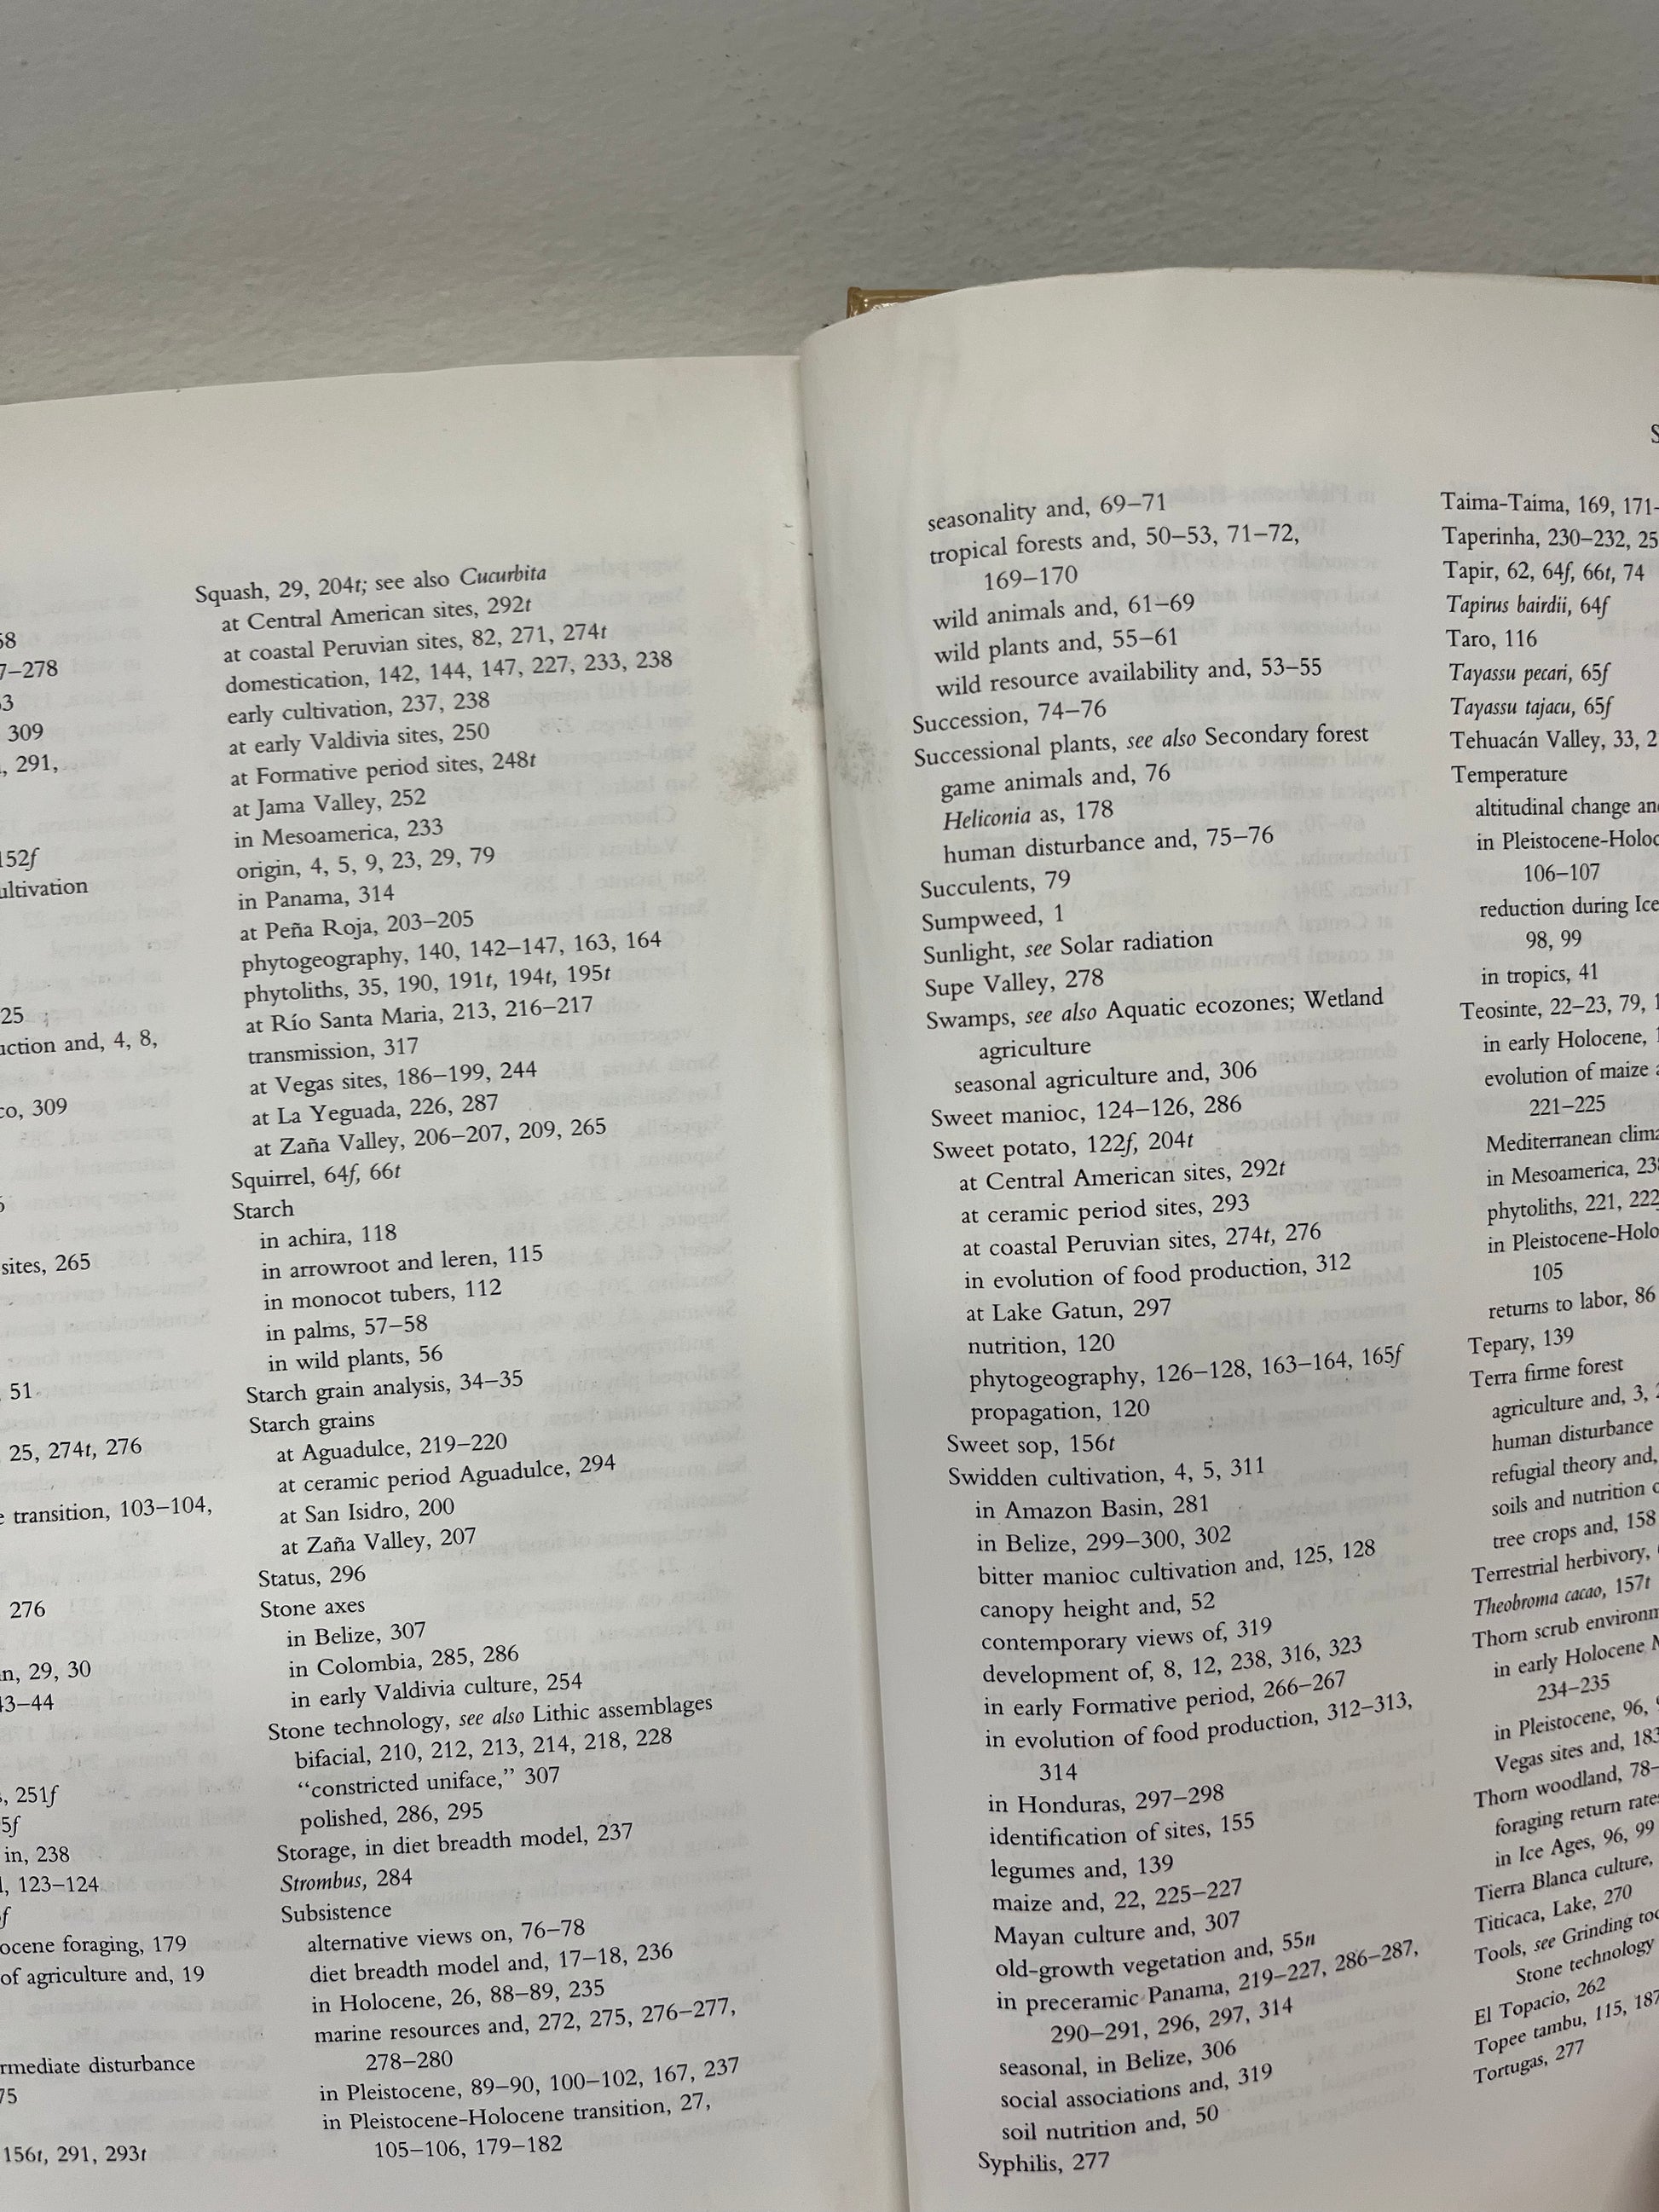 58
7–278
53
309
291,
152f
ultivation
25
uction and, 4, 8,
co, 309
sites, 265
51
25, 274t, 276
e transition, 103–104,
276
n, 29, 30
43–44
251f
5f
in, 238
123–124
f
ocene foraging, 179
of agriculture and, 19
rmediate disturbance
75
156t, 291, 293t
Squash, 29, 204t; see also Cucurbita
at Central American sites, 292t
at coastal Peruvian sites, 82, 271, 274t
domestication, 142, 144, 147, 227, 233, 238
early cultivation, 237, 238
at early Valdivia sites, 250
at Formative period sites, 248t
at Jama Valley, 252
in Mesoamerica, 233
origin, 4, 5, 9, 23, 29, 79
in Panama, 314
at Peña Roja, 203–205
phytogeography, 140, 142–147, 163, 164
phytoliths, 35, 190, 191t, 194t, 195t
at Río Santa Maria, 213, 216–217
transmission, 317
at Vegas sites, 186–199, 244
at La Yeguada, 226, 287
at Zaña Valley, 206–207, 209, 265
Squirrel, 64f, 66t
Starch
in achira, 118
in arrowroot and leren, 115
in monocot tubers, 112
in palms, 57–58
in wild plants, 56
Starch grain analysis, 34–35
Starch grains
at Aguadulce, 219–220
at ceramic period Aguadulce, 294
at San Isidro, 200
at Zaña Valley, 207
Status, 296
Stone axes
in Belize, 307
in Colombia, 285, 286
in early Valdivia culture, 254
Stone technology, see also Lithic assemblages
bifacial, 210, 212, 213, 214, 218, 228
“constricted uniface,” 307
polished, 286, 295
Storage, in diet breadth model, 237
Strombus, 284
Subsistence
alternative views on, 76–78
diet breadth model and, 17–18, 236
in Holocene, 26, 88–89, 235
marine resources and, 272, 275, 276–277,
278–280
in Pleistocene, 89–90, 100–102, 167, 237
in Pleistocene–Holocene transition, 27,
105–106, 179–182
seasonality and, 69–71
tropical forests and, 50–53, 71–72,
169–170
wild animals and, 61–69
wild plants and, 55–61
wild resource availability and, 53–55
Succession, 74–76
Successional plants, see also Secondary forest
game animals and, 76
Heliconia as, 178
human disturbance and, 75–76
Succulents, 79
Sumpweed, 1
Sunlight, see Solar radiation
Supe Valley, 278
Swamps, see also Aquatic ecozones; Wetland
agriculture
seasonal agriculture and, 306
Sweet manioc, 124–126, 286
Sweet potato, 122f, 204t
at Central American sites, 292t
at ceramic period sites, 293
at coastal Peruvian sites, 274t, 276
in evolution of food production, 312
at Lake Gatun, 297
nutrition, 120
phytogeography, 126–128, 163–164, 165f
propagation, 120
Sweet sop, 156t
Swidden cultivation, 4, 5, 311
in Amazon Basin, 281
in Belize, 299–300, 302
bitter manioc cultivation and, 125, 128
canopy height and, 52
contemporary views of, 319
development of, 8, 12, 238, 316, 323
in early Formative period, 266–267
in evolution of food production, 312–313,
314
in Honduras, 297–298
identification of sites, 155
legumes and, 139
maize and, 22, 225–227
Mayan culture and, 307
old-growth vegetation and, 55n
in preceramic Panama, 219–227, 286–287,
290–291, 296, 297, 314
seasonal, in Belize, 306
social associations and, 319
soil nutrition and, 50
Syphilis, 277
S
Taima-Taima, 169, 171–
Taperinha, 230–232, 25
Tapir, 62, 64f, 66t, 74
Tapirus bairdii, 64f
Taro, 116
Tayassu pecari, 65f
Tayassu tajacu, 65f
Tehuacán Valley, 33, 2
Temperature
altitudinal change an
in Pleistocene–Holoc
106–107
reduction during Ice
98, 99
in tropics, 41
Teosinte, 22–23, 79, 1
in early Holocene, 1
evolution of maize a
221–225
Mediterranean clima
in Mesoamerica, 238
phytoliths, 221, 222
in Pleistocene–Holo
105
returns to labor, 86
Tepary, 139
Terra firme forest
agriculture and, 3, 2
human disturbance
refugial theory and,
soils and nutrition o
tree crops and, 158
Terrestrial herbivory,
Theobroma cacao, 157t
Thorn scrub environm
in early Holocene M
234–235
in Pleistocene, 96, 9
Vegas sites and, 183
Thorn woodland, 78–
foraging return rate
in Ice Ages, 96, 99
Tierra Blanca culture,
Titicaca, Lake, 270
Tools, see Grinding too
Stone technology
El Topacio, 262
Topee tambu, 115, 187
Tortugas, 277